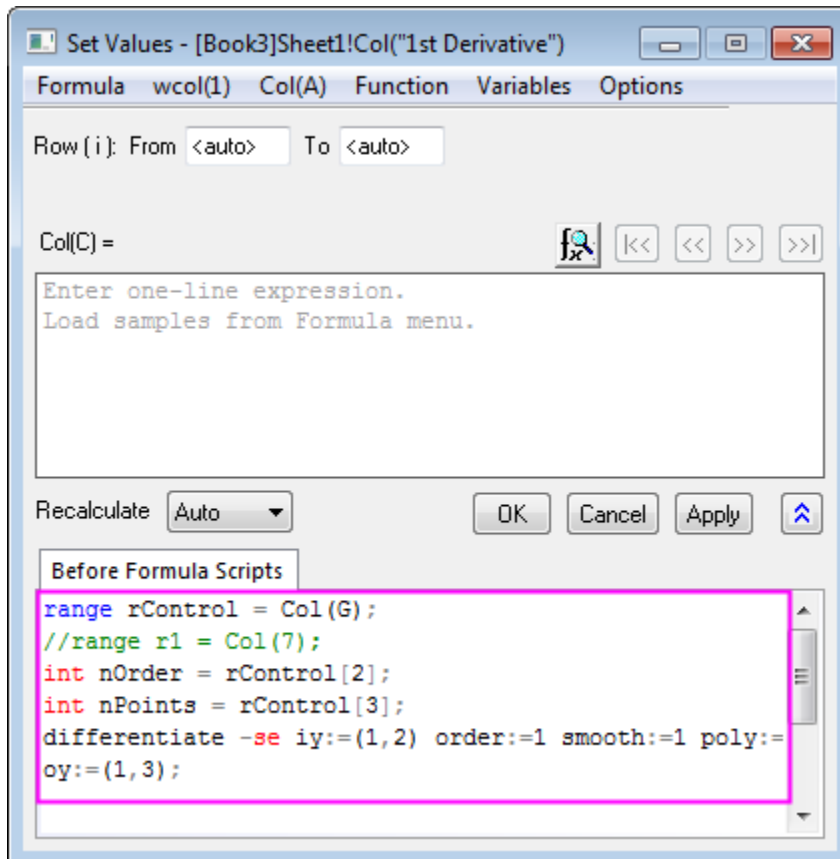 Set Values - [Book3]Sheet1!Col("1st Derivative")
Formula wcol(1) Col(A) Function Variables Options
Row ( i ): From <auto> To <auto>
Col(C) =
|<< << >> >>|
Enter one-line expression.
Load samples from Formula menu.
Recalculate Auto OK Cancel Apply
Before Formula Scripts
range rControl = Col(G);
//range r1 = Col(7);
int nOrder = rControl[2];
int nPoints = rControl[3];
differentiate -se iy:=(1,2) order:=1 smooth:=1 poly:=
oy:=(1,3);